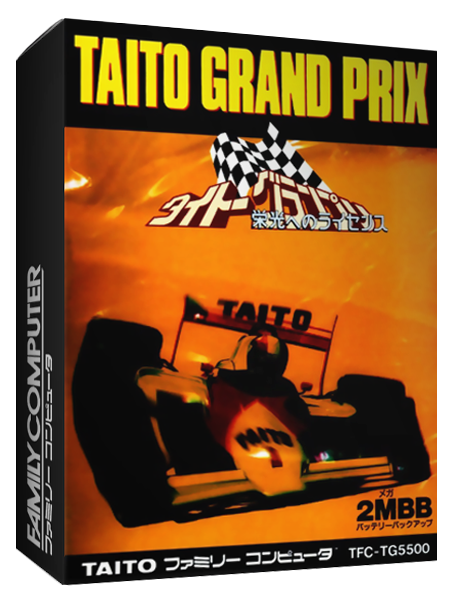 TAITO GRAND PRIX
タイトーグランプリ
栄光へのライセンス
TAITO
TAITO
1
メガ
2MBB
バッテリーバックアップ
TAITO ファミリー コンピュータ TFC-TG5500
FAMILY COMPUTER
ファミリー コンピュータ